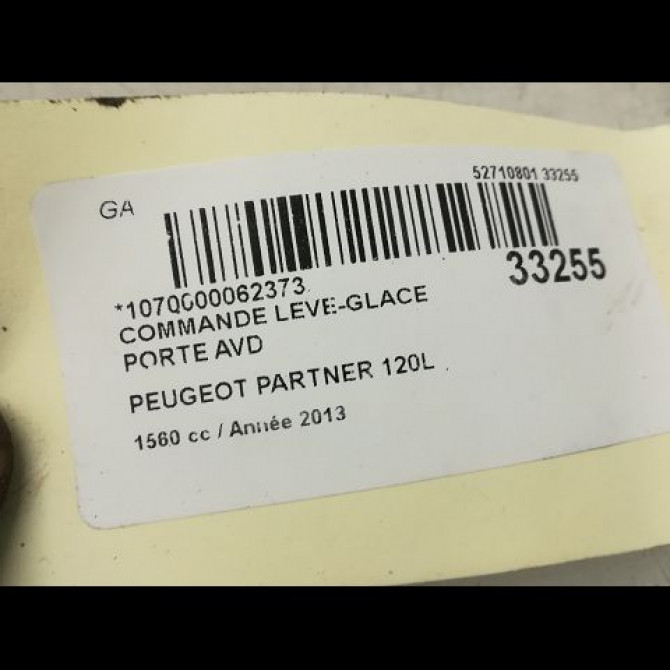 GA
52710801 33255
*1070000062373
33255
COMMANDE LEVE-GLACE
PORTE AVD
PEUGEOT PARTNER 120L
1560 cc / Année 2013